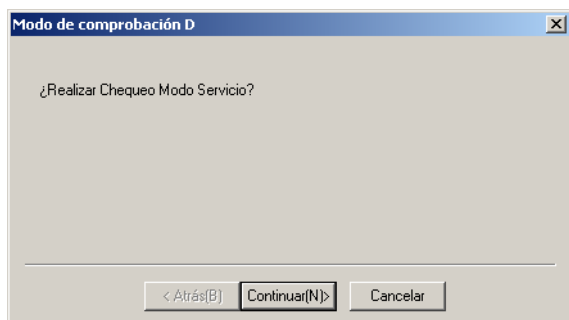 Modo de comprobación D
¿Realizar Chequeo Modo Servicio?
< Atrás(B)
Continuar(N)>
Cancelar